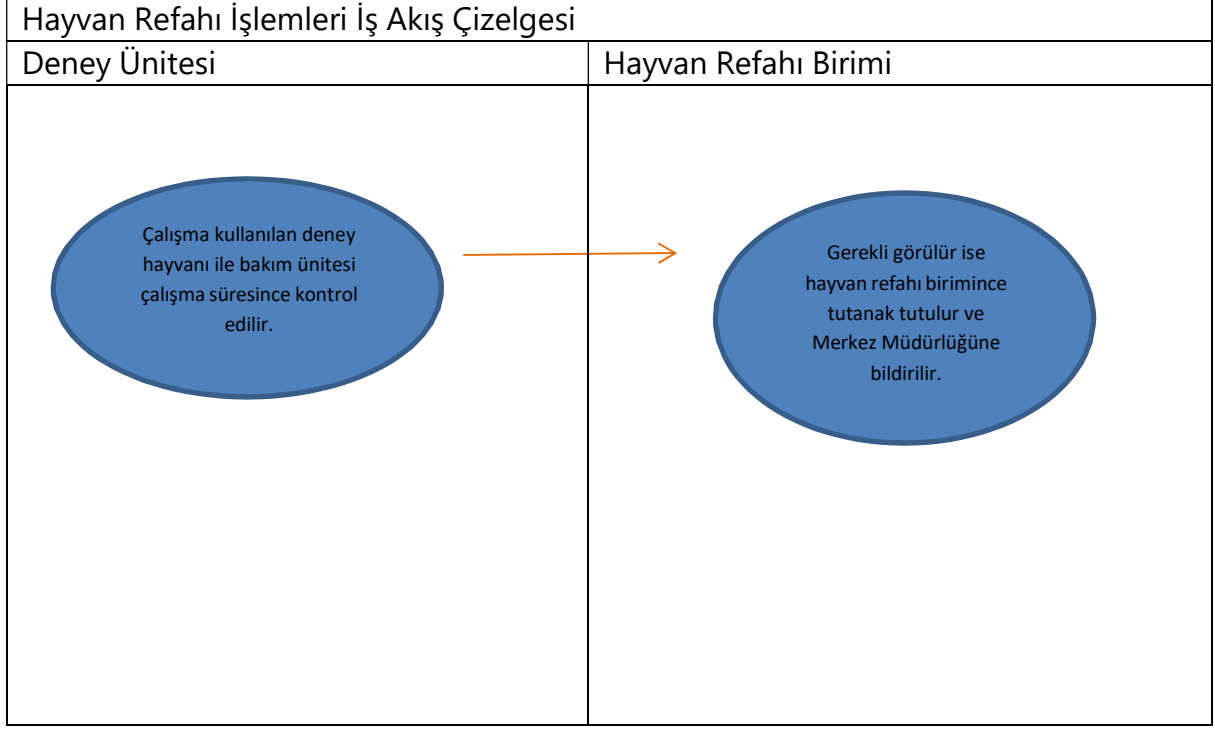 Hayvan Refahı İşlemleri İş Akış Çizelgesi
Deney Ünitesi
Hayvan Refahı Birimi
Çalışma kullanılan deney
hayvanı ile bakım ünitesi
çalışma süresince kontrol
edilir.
Gerekli görülür ise
hayvan refahı birimince
tutanak tutulur ve
Merkez Müdürlüğüne
bildirilir.